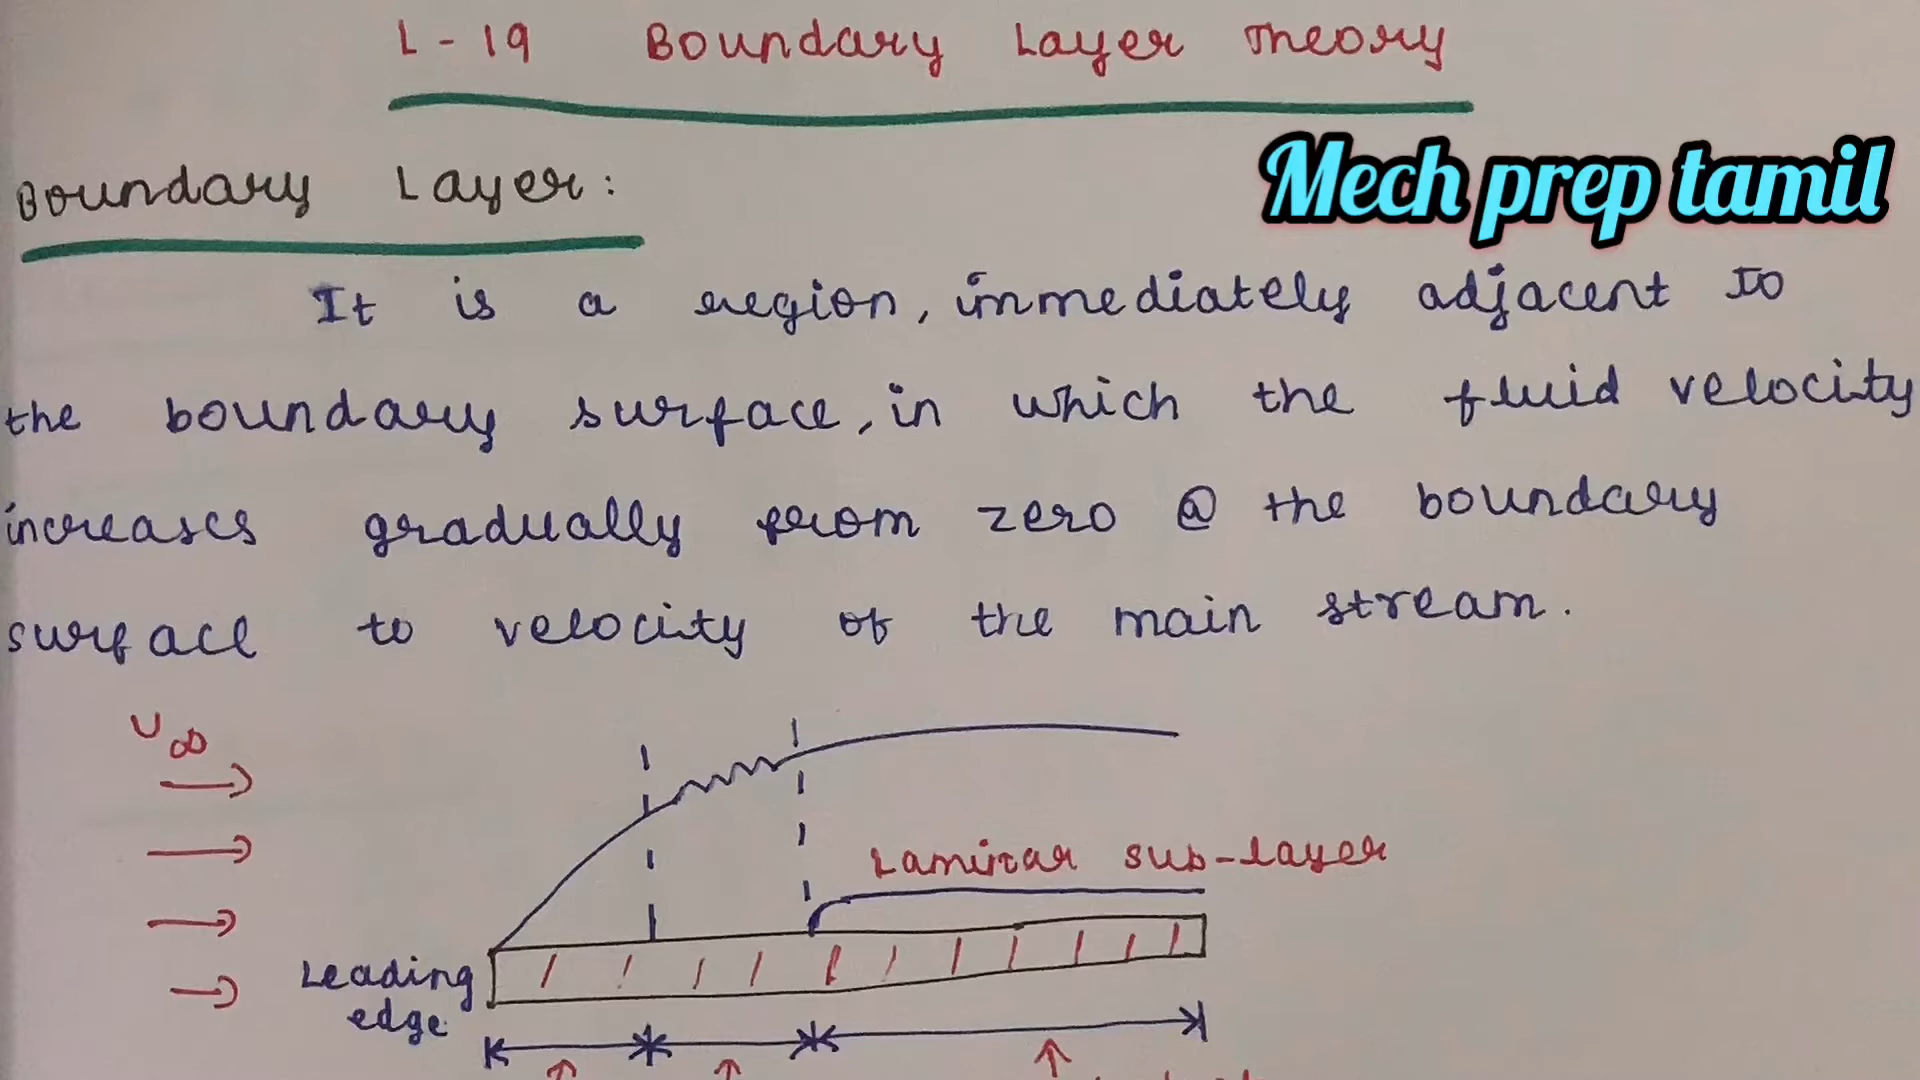 L-19 Boundary Layer Theory
Mech prep tamil
Boundary Layer:
It is a region, immediately adjacent to
the boundary surface, in which the fluid velocity
increases gradually from zero @ the boundary
surface to velocity of the main stream.
U∞
Laminar sub-layer
Leading
edge